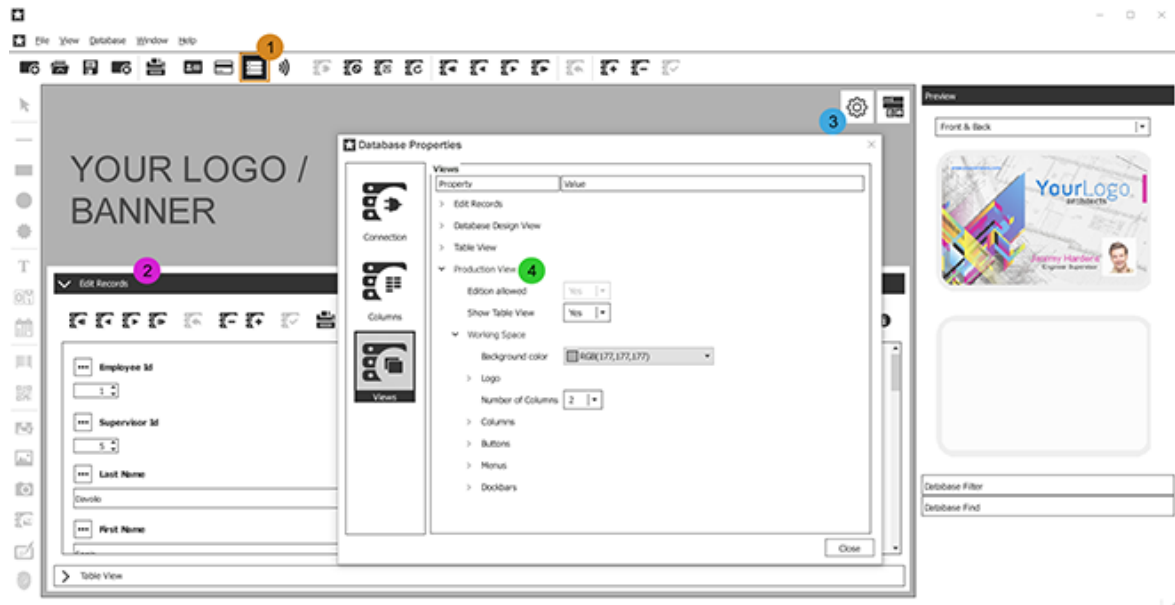 File View Database Window Help
1
3
YOUR LOGO /
BANNER
2
Edit Records
Employee Id
1
Supervisor Id
5
Last Name
Davolio
First Name
Table View
Database Properties
Connection
Columns
Views
Views
Property Value
Edit Records
Database Design View
Table View
Production View 4
Edition allowed Yes
Show Table View Yes
Working Space
Background color RGB(177,177,177)
Logo
Number of Columns 2
Columns
Buttons
Menus
Dockbars
Close
Preview
Front & Back
YourLogo
architects
Engineer Supervisor
Database Filter
Database Find